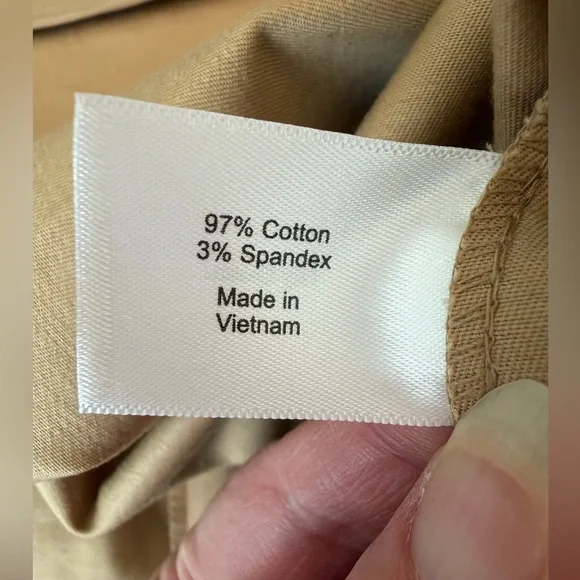 97% Cotton
3% Spandex
Made in
Vietnam